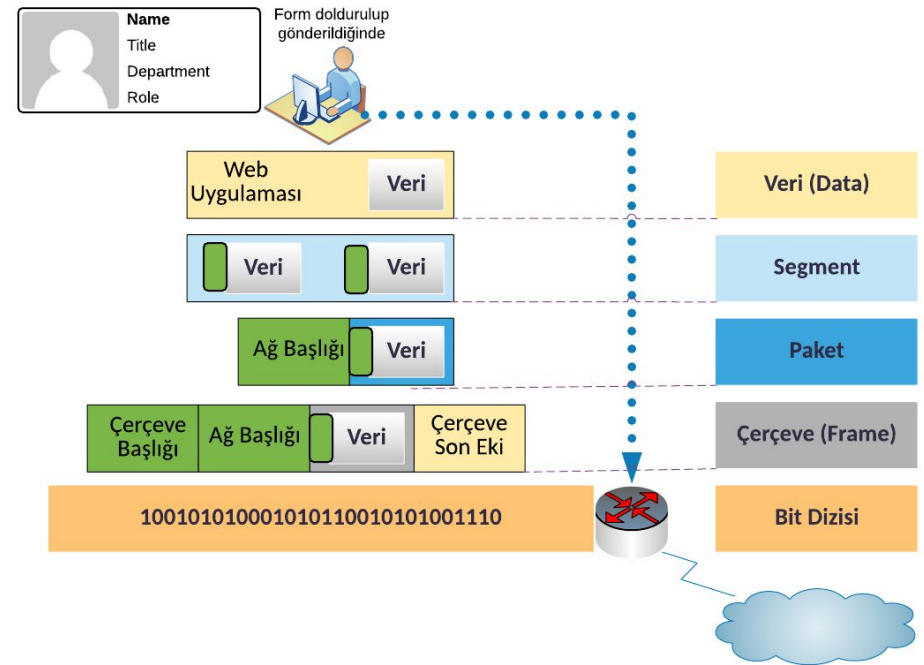 Name
Title
Department
Role
Form doldurulup
gönderildiğinde
Web
Uygulaması
Veri
Veri (Data)
Veri
Veri
Segment
Ağ Başlığı
Veri
Paket
Çerçeve
Başlığı
Ağ Başlığı
Veri
Çerçeve
Son Eki
Çerçeve (Frame)
100101010001010110010101001110
Bit Dizisi